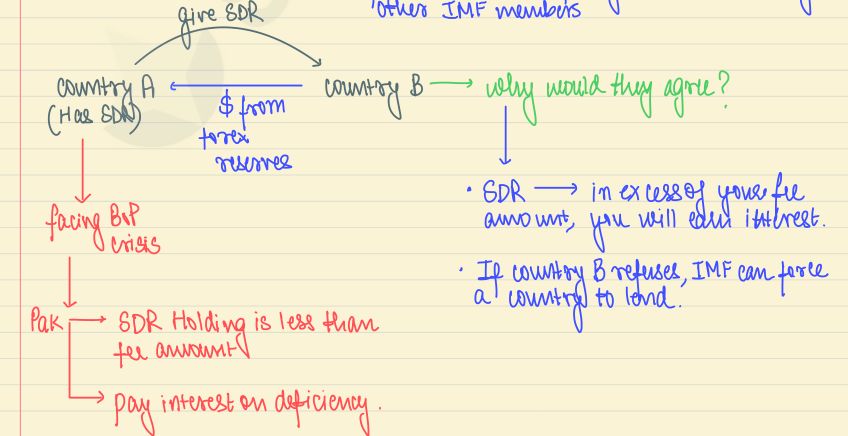 other IMF members
give SDR
country A
(Has SDR)
$ from
forex
reserves
country B → why would they agree?
• SDR → in excess of your fee
amount, you will earn interest.
• If country B refuses, IMF can force
a country to lend.
facing BoP
crisis
Pak → SDR Holding is less than
fee amount
→ pay interest on deficiency.